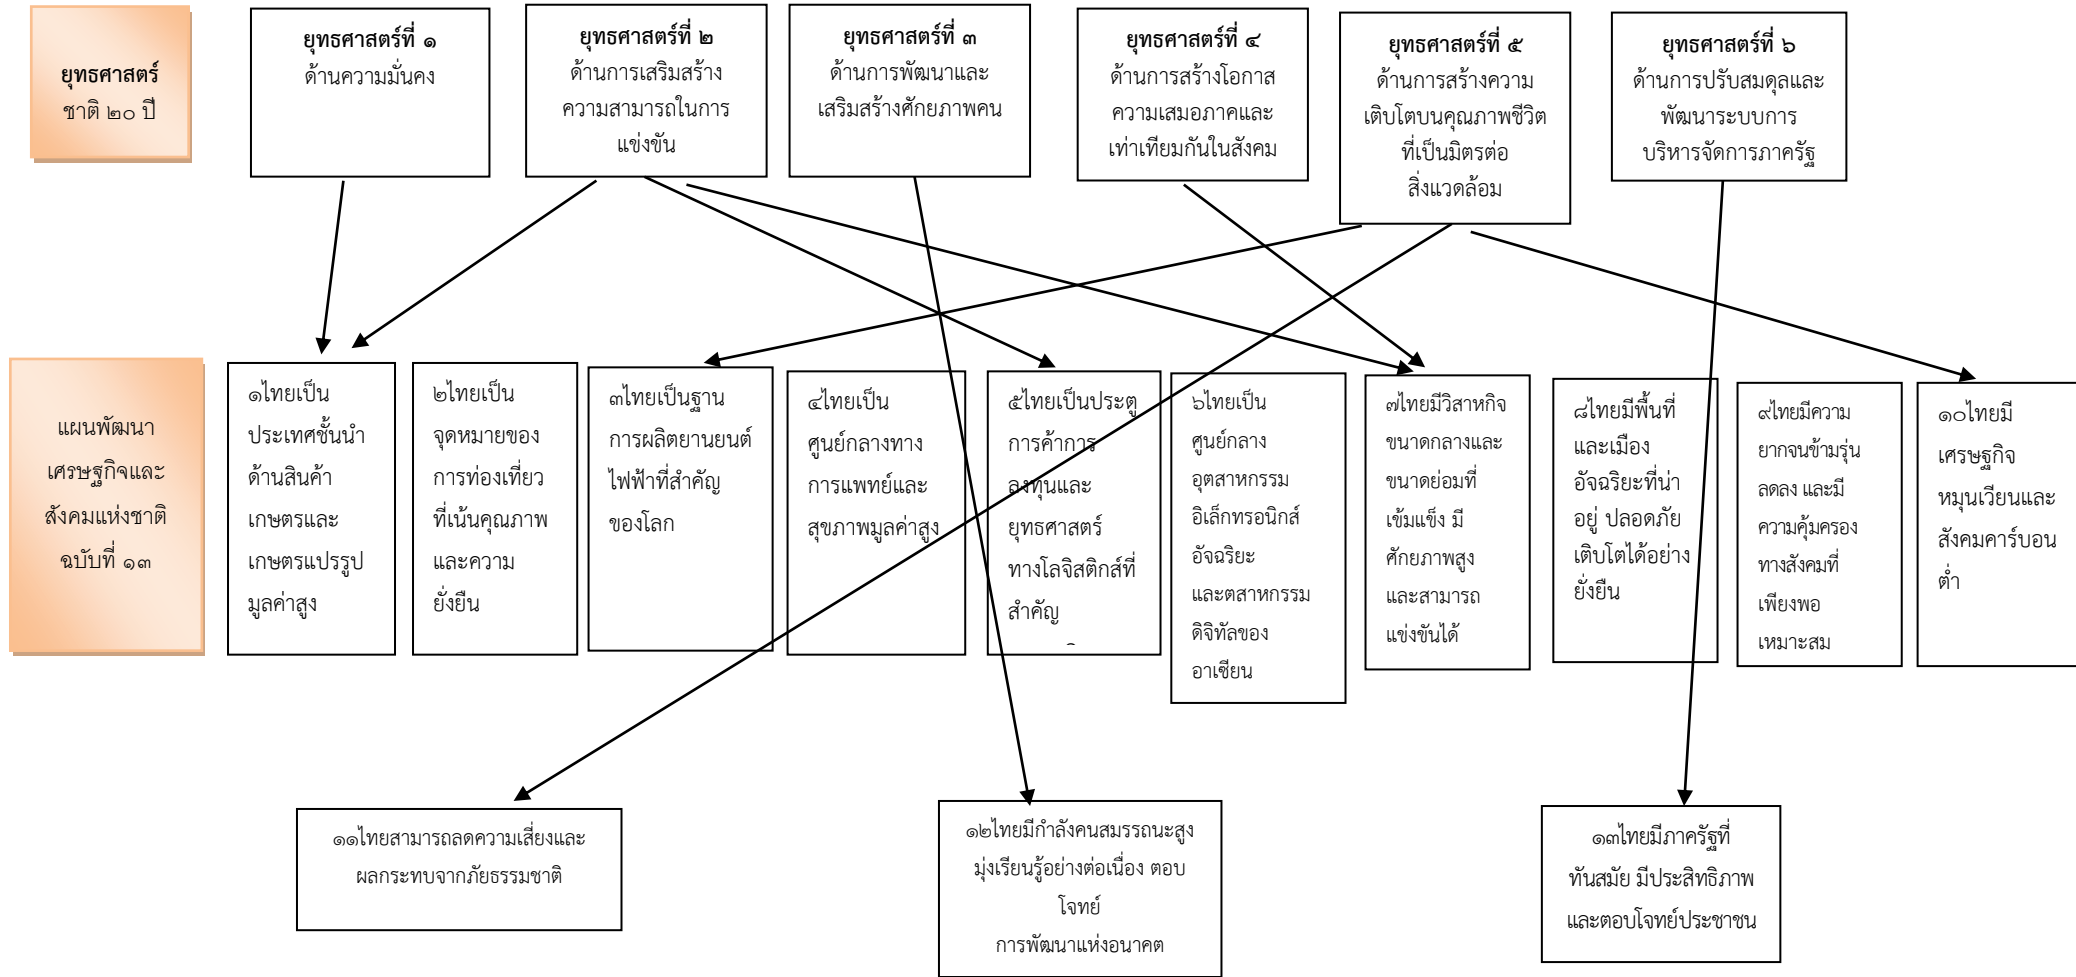 ยุทธศาสตร์
ชาติ ๒๐ ปี
ยุทธศาสตร์ที่ ๑
ด้านความมั่นคง
ยุทธศาสตร์ที่ ๒
ด้านการเสริมสร้าง
ความสามารถในการ
แข่งขัน
ยุทธศาสตร์ที่ ๓
ด้านการพัฒนาและ
เสริมสร้างศักยภาพคน
ยุทธศาสตร์ที่ ๔
ด้านการสร้างโอกาส
ความเสมอภาคและ
เท่าเทียมกันในสังคม
ยุทธศาสตร์ที่ ๕
ด้านการสร้างความ
เติบโตบนคุณภาพชีวิต
ที่เป็นมิตรต่อ
สิ่งแวดล้อม
ยุทธศาสตร์ที่ ๖
ด้านการปรับสมดุลและ
พัฒนาระบบการ
บริหารจัดการภาครัฐ
แผนพัฒนา
เศรษฐกิจและ
สังคมแห่งชาติ
ฉบับที่ ๑๓
๑ไทยเป็น
ประเทศชั้นนำ
ด้านสินค้า
เกษตรและ
เกษตรแปรรูป
มูลค่าสูง
๒ไทยเป็น
จุดหมายของ
การท่องเที่ยว
ที่เน้นคุณภาพ
และความ
ยั่งยืน
๓ไทยเป็นฐาน
การผลิตยานยนต์
ไฟฟ้าที่สำคัญ
ของโลก
๔ไทยเป็น
ศูนย์กลางทาง
การแพทย์และ
สุขภาพมูลค่าสูง
๕ไทยเป็นประตู
การค้าการ
ลงทุนและ
ยุทธศาสตร์
ทางโลจิสติกส์ที่
สำคัญ
๖ไทยเป็น
ศูนย์กลาง
อุตสาหกรรม
อิเล็กทรอนิกส์
อัจฉริยะ
และตสาหกรรม
ดิจิทัลของ
อาเซียน
๗ไทยมีวิสาหกิจ
ขนาดกลางและ
ขนาดย่อมที่
เข้มแข็ง มี
ศักยภาพสูง
และสามารถ
แข่งขันได้
๘ไทยมีพื้นที่
และเมือง
อัจฉริยะที่น่า
อยู่ ปลอดภัย
เติบโตได้อย่าง
ยั่งยืน
๙ไทยมีความ
ยากจนข้ามรุ่น
ลดลง และมี
ความคุ้มครอง
ทางสังคมที่
เพียงพอ
เหมาะสม
๑๐ไทยมี
เศรษฐกิจ
หมุนเวียนและ
สังคมคาร์บอน
ต่ำ
๑๑ไทยสามารถลดความเสี่ยงและ
ผลกระทบจากภัยธรรมชาติ
๑๒ไทยมีกำลังคนสมรรถนะสูง
มุ่งเรียนรู้อย่างต่อเนื่อง ตอบ
โจทย์
การพัฒนาแห่งอนาคต
๑๓ไทยมีภาครัฐที่
ทันสมัย มีประสิทธิภาพ
และตอบโจทย์ประชาชน